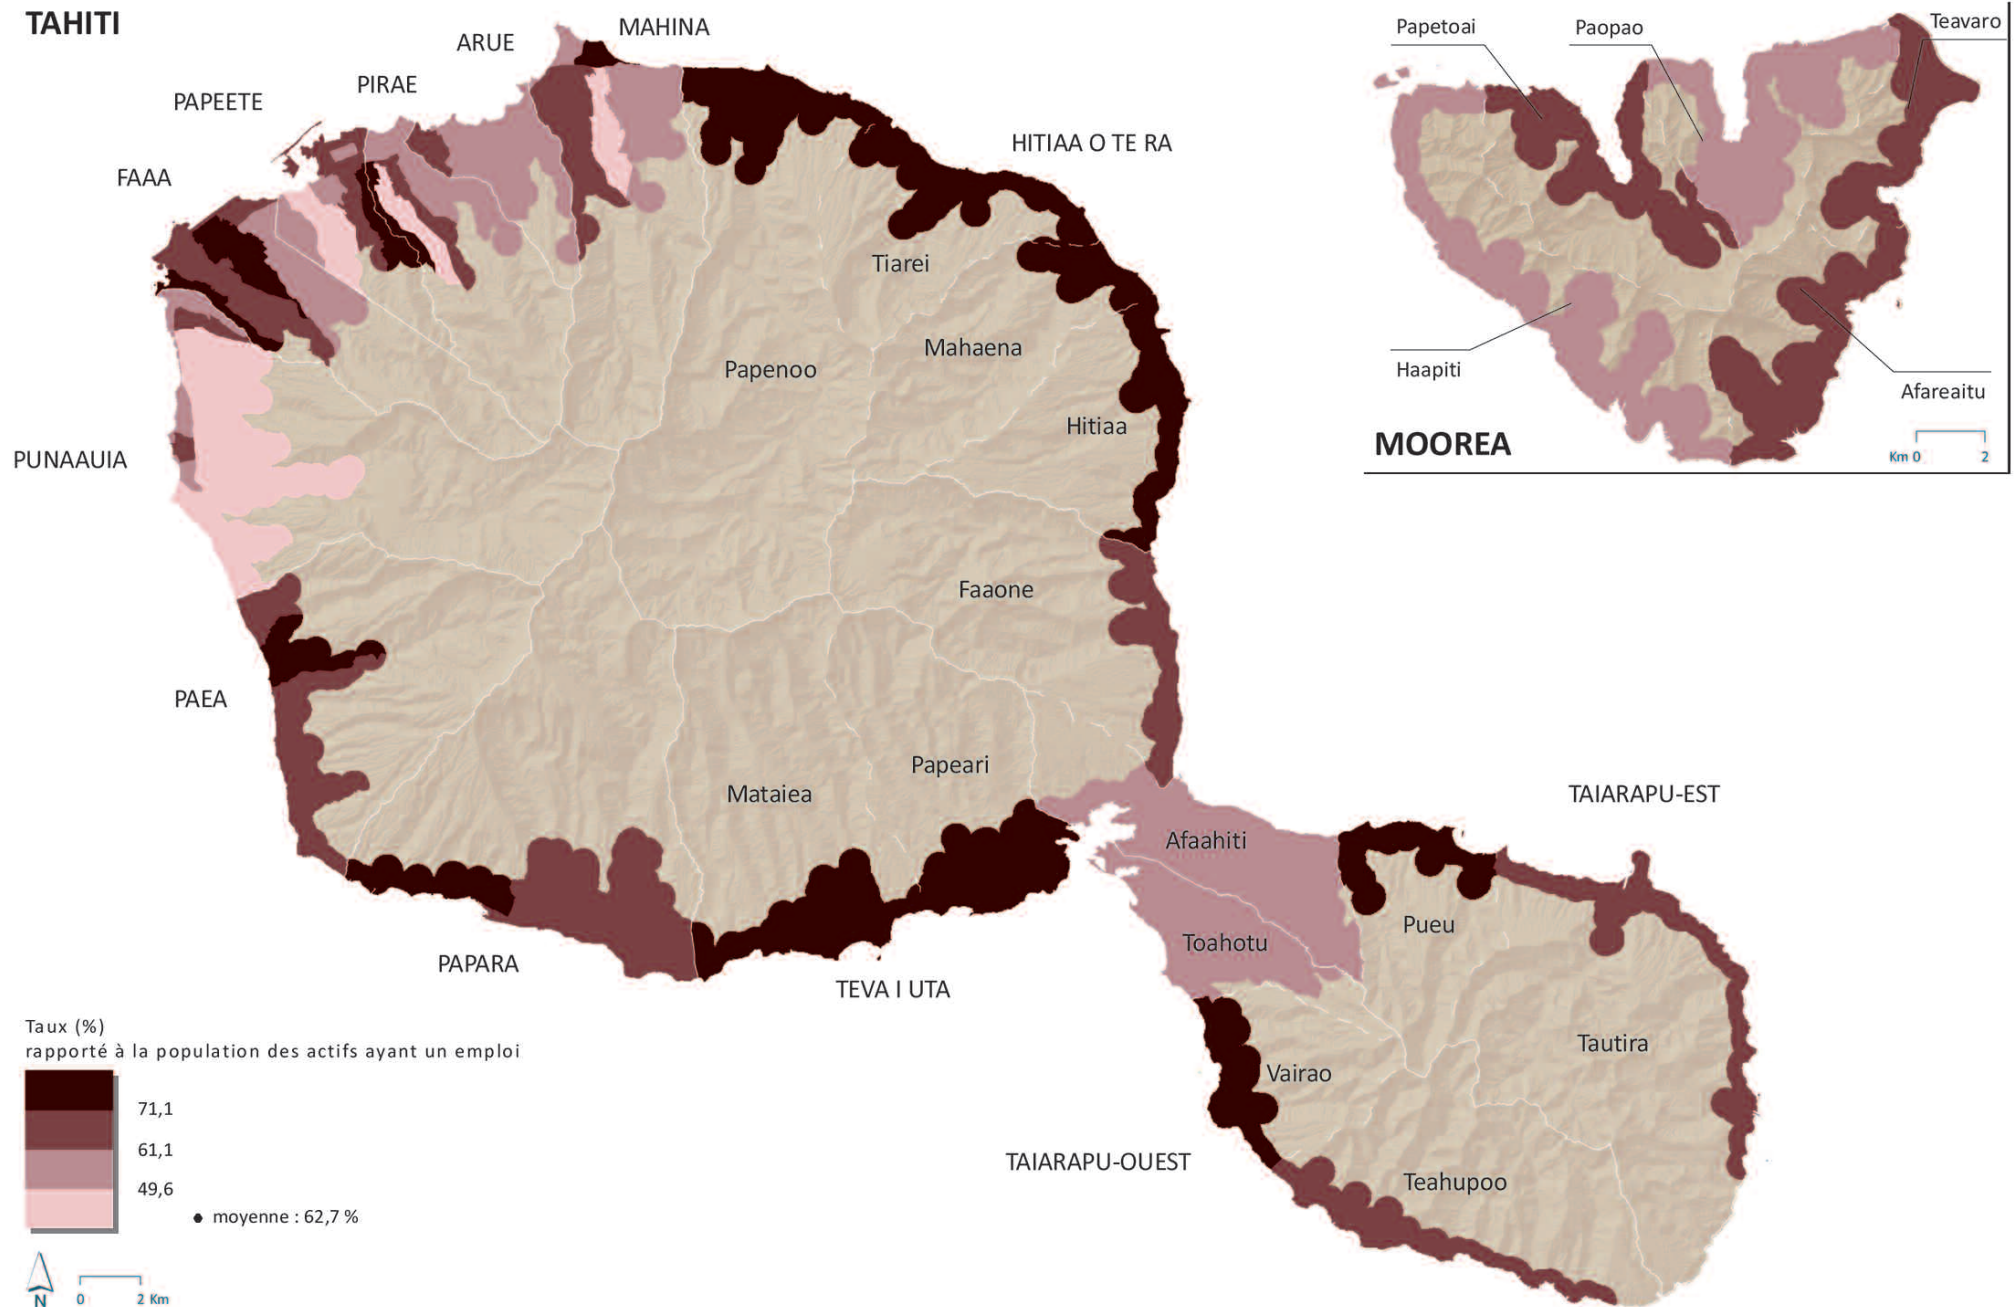 TAHITI
MAHINA
ARUE
PIRAE
PAPEETE
FAAA
HITIAA O TE RA
Tiarei
Mahaena
Papenoo
Hitiaa
PUNAAUIA
Faaone
PAEA
Papeari
Mataiea
PAPARA
TEVA I UTA
TAIARAPU-EST
Afaahiti
Pueu
Toahotu
Tautira
Vairao
TAIARAPU-OUEST
Teahupoo
Papetoai
Paopao
Teavaro
Haapiti
Afareaitu
MOOREA
Km 0 2
Taux (%)
rapporté à la population des actifs ayant un emploi
71,1
61,1
49,6
moyenne : 62,7 %
N
0 2 Km